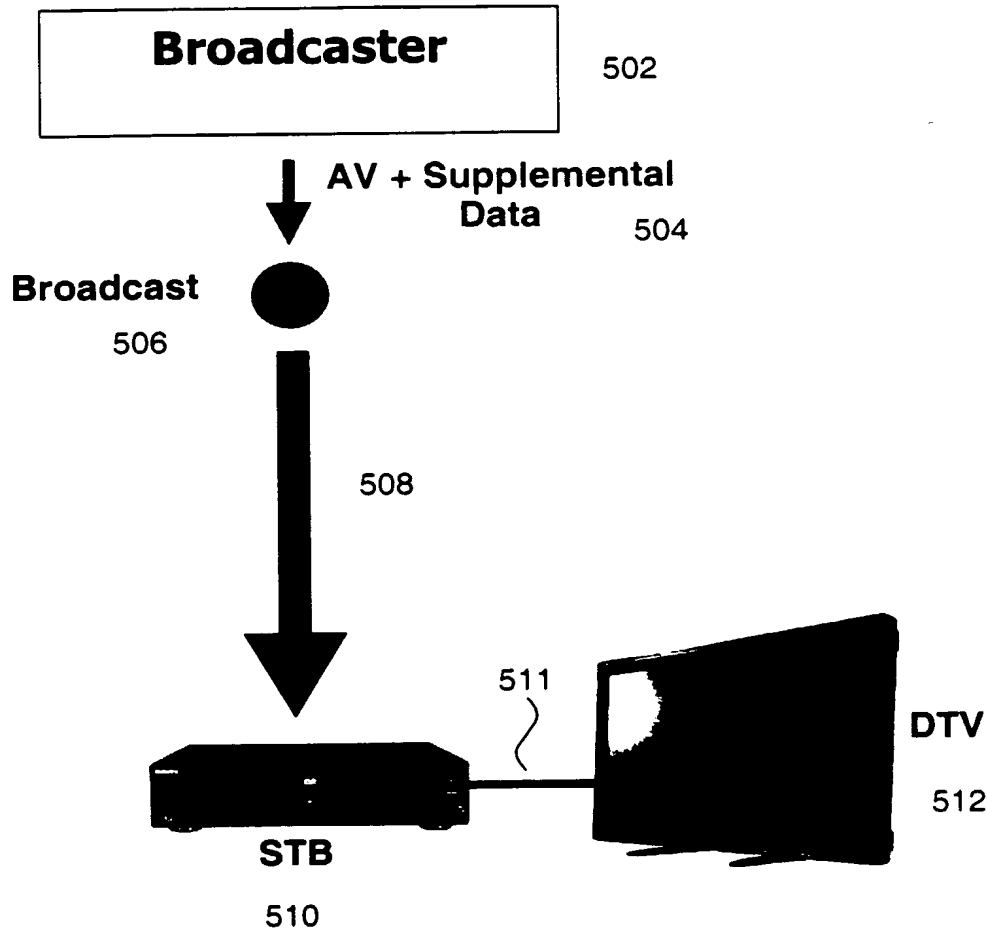 Broadcaster
502
AV + Supplemental
Data
504
Broadcast
506
508
511
DTV
512
STB
510